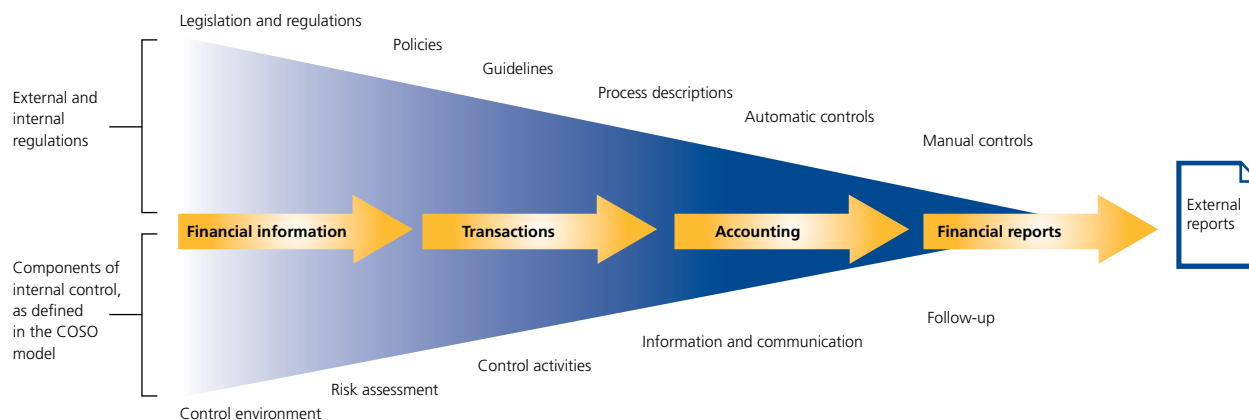 Legislation and regulations
Policies
Guidelines
Process descriptions
Automatic controls
Manual controls
External and
internal
regulations
Financial information
Transactions
Accounting
Financial reports
External
reports
Components of
internal control,
as defined
in the COSO
model
Follow-up
Information and communication
Control activities
Risk assessment
Control environment